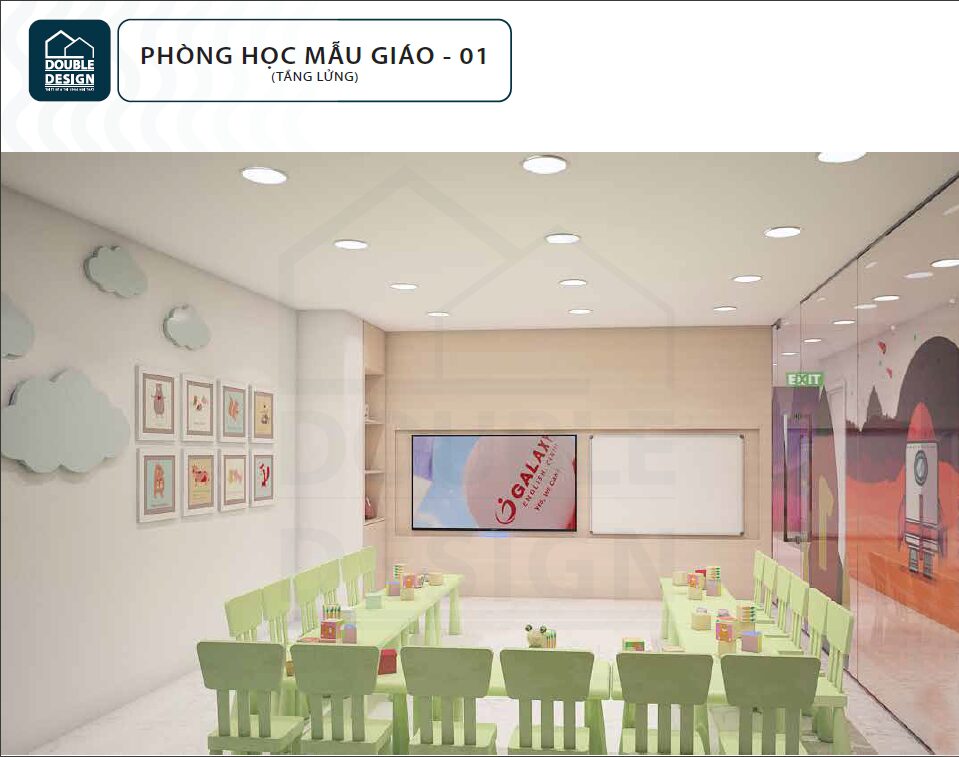 DOUBLE
DESIGN
PHÒNG HỌC MẪU GIÁO - 01
(TẦNG LỬNG)
DOUBLE
DESIGN
EXIT
GALAXY
ENGLISH CENTER
Yes, We Can!